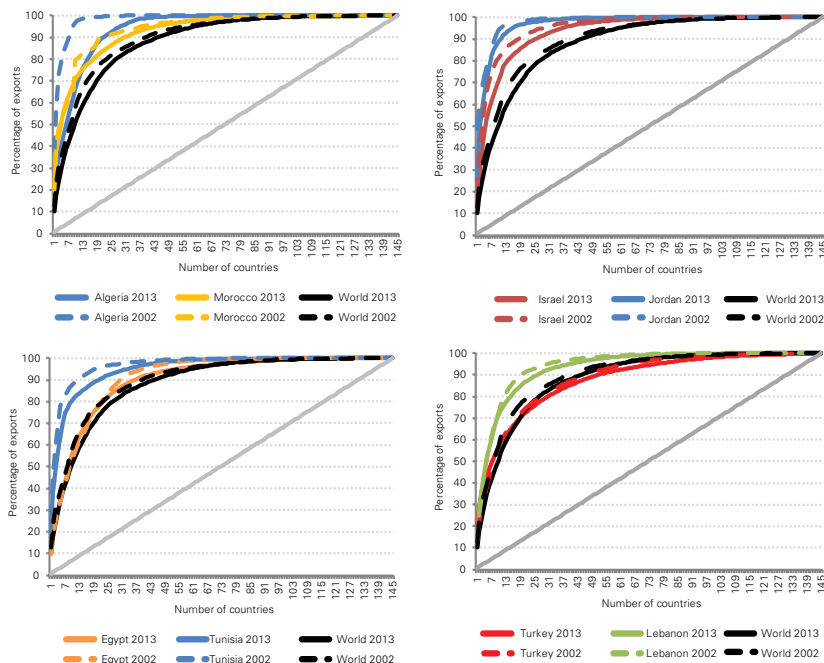 100
90
80
70
60
50
40
30
20
10
0
Percentage of exports
1 7 13 19 25 31 37 43 49 55 61 67 73 79 85 91 97 103 109 115 121 127 133 139 145
Number of countries
Algeria 2013 Morocco 2013 World 2013
Algeria 2002 Morocco 2002 World 2002
100
90
80
70
60
50
40
30
20
10
0
Percentage of exports
1 7 13 19 25 31 37 43 49 55 61 67 73 79 85 91 97 103 109 115 121 127 133 139 145
Number of countries
Israel 2013 Jordan 2013 World 2013
Israel 2002 Jordan 2002 World 2002
100
90
80
70
60
50
40
30
20
10
0
Percentage of exports
1 7 13 19 25 31 37 43 49 55 61 67 73 79 85 91 97 103 109 115 121 127 133 139 145
Number of countries
Egypt 2013 Tunisia 2013 World 2013
Egypt 2002 Tunisia 2002 World 2002
100
90
80
70
60
50
40
30
20
10
0
Percentage of exports
1 7 13 19 25 31 37 43 49 55 61 67 73 79 85 91 97 103 109 115 121 127 133 139 145
Number of countries
Turkey 2013 Lebanon 2013 World 2013
Turkey 2002 Lebanon 2002 World 2002